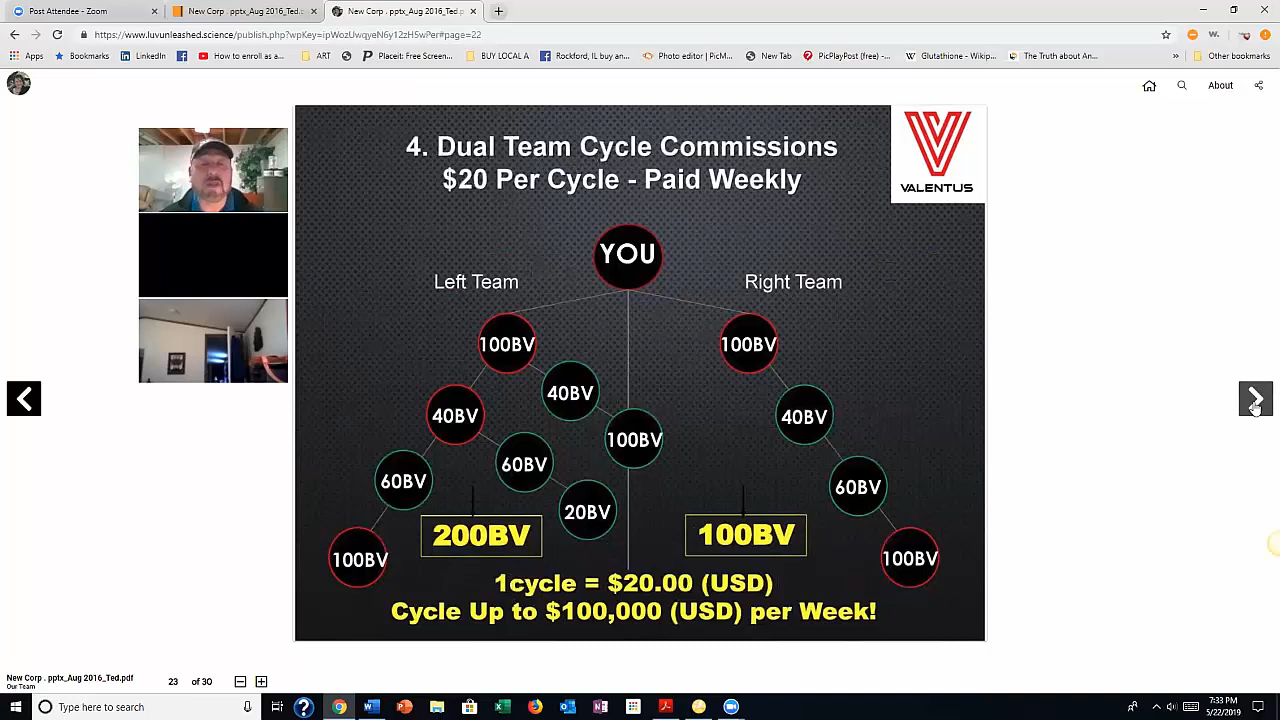 Post Attendee - Zoom
New Corp . pptx_Aug 2016_Ted.pdf
New Corp . pptx_Aug 2016_Ted.pdf
https://www.luvunleashed.science/publish.php?wpKey=ipWozUwqyeN6y12zH5wPer#page=22
Apps
Bookmarks
LinkedIn
How to enroll as a...
ART
Placeit: Free Screen...
BUY LOCAL A
Rockford, IL buy an...
Photo editor | PicM...
New Tab
PicPlayPost (free) -...
Glutathione - Wikip...
The Truth about An...
Other bookmarks
About
4. Dual Team Cycle Commissions
$20 Per Cycle - Paid Weekly
VALENTUS
YOU
Left Team
Right Team
100BV
100BV
40BV
40BV
40BV
100BV
60BV
60BV
60BV
20BV
200BV
100BV
100BV
100BV
1cycle = $20.00 (USD)
Cycle Up to $100,000 (USD) per Week!
New Corp . pptx_Aug 2016_Ted.pdf
Our Team
23 of 30
Type here to search
7:33 PM
5/22/2019